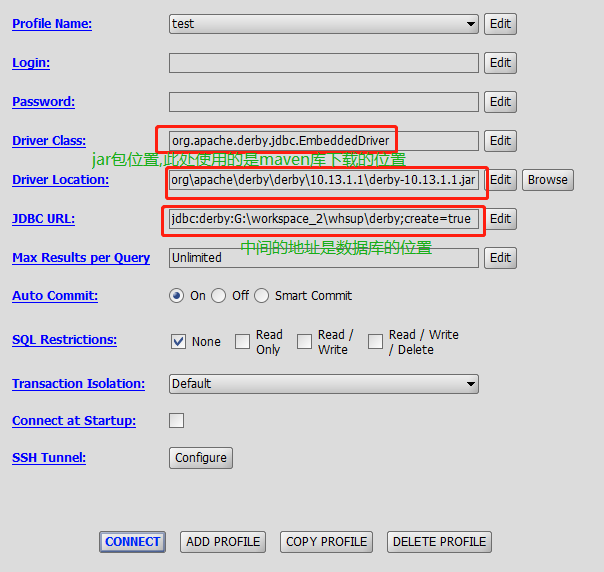 Profile Name: test Edit
Login: Edit
Password: Edit
Driver Class: org.apache.derby.jdbc.EmbeddedDriver Edit
jar包位置,此处使用的是maven库下载的位置
Driver Location: org\apache\derby\derby\10.13.1.1\derby-10.13.1.1.jar Edit Browse
JDBC URL: jdbc:derby:G:\workspace_2\whsup\derby;create=true Edit
中间的地址是数据库的位置
Max Results per Query Unlimited Edit
Auto Commit: On Off Smart Commit
SQL Restrictions: None Read Only Read / Write Read / Write / Delete
Transaction Isolation: Default
Connect at Startup:
SSH Tunnel: Configure
CONNECT ADD PROFILE COPY PROFILE DELETE PROFILE